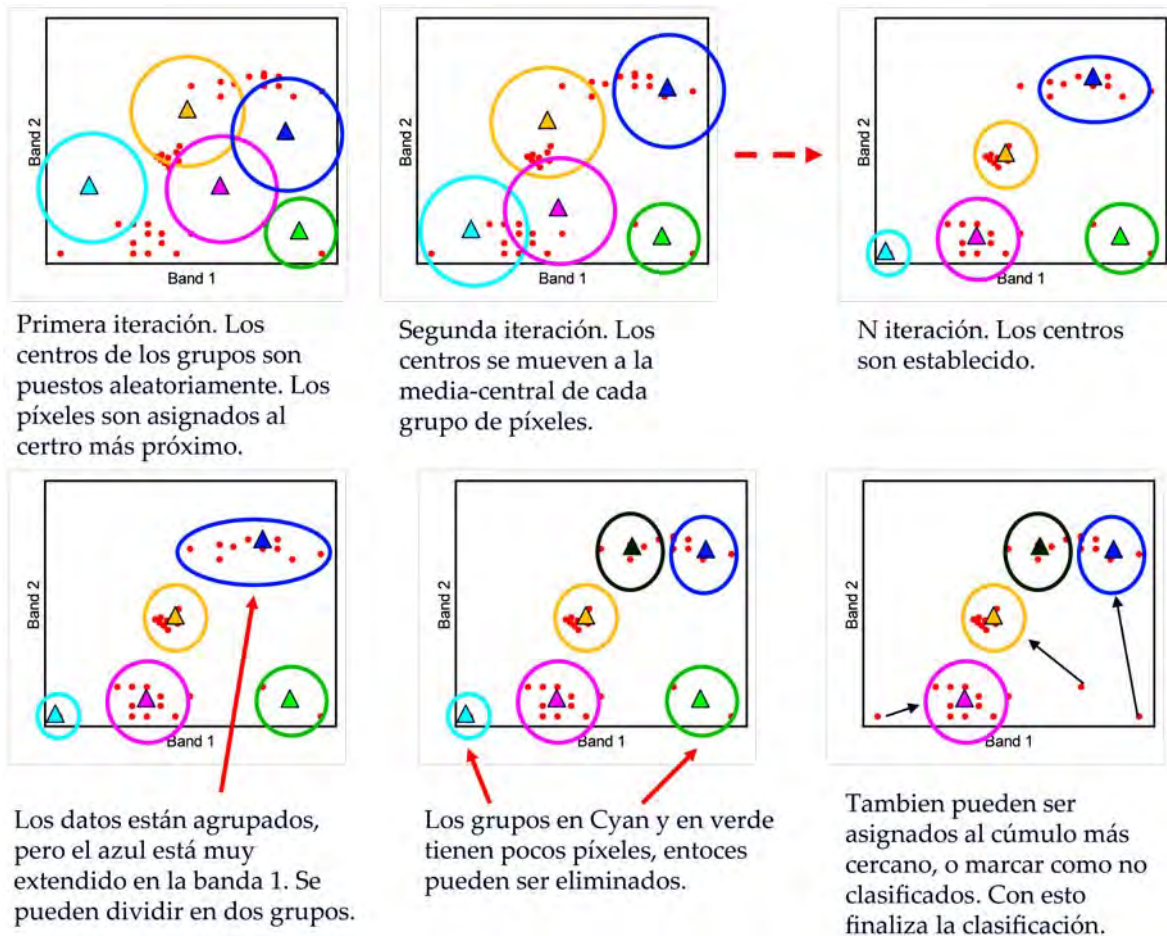 Band 2
Band 1
Primera iteración. Los
centros de los grupos son
puestos aleatoriamente. Los
píxeles son asignados al
certro más próximo.
Band 2
Band 1
Segunda iteración. Los
centros se mueven a la
media-central de cada
grupo de píxeles.
Band 2
Band 1
N iteración. Los centros
son establecido.
Band 2
Band 1
Los datos están agrupados,
pero el azul está muy
extendido en la banda 1. Se
pueden dividir en dos grupos.
Band 2
Band 1
Los grupos en Cyan y en verde
tienen pocos píxeles, entoces
pueden ser eliminados.
Band 2
Band 1
Tambien pueden ser
asignados al cúmulo más
cercano, o marcar como no
clasificados. Con esto
finaliza la clasificación.